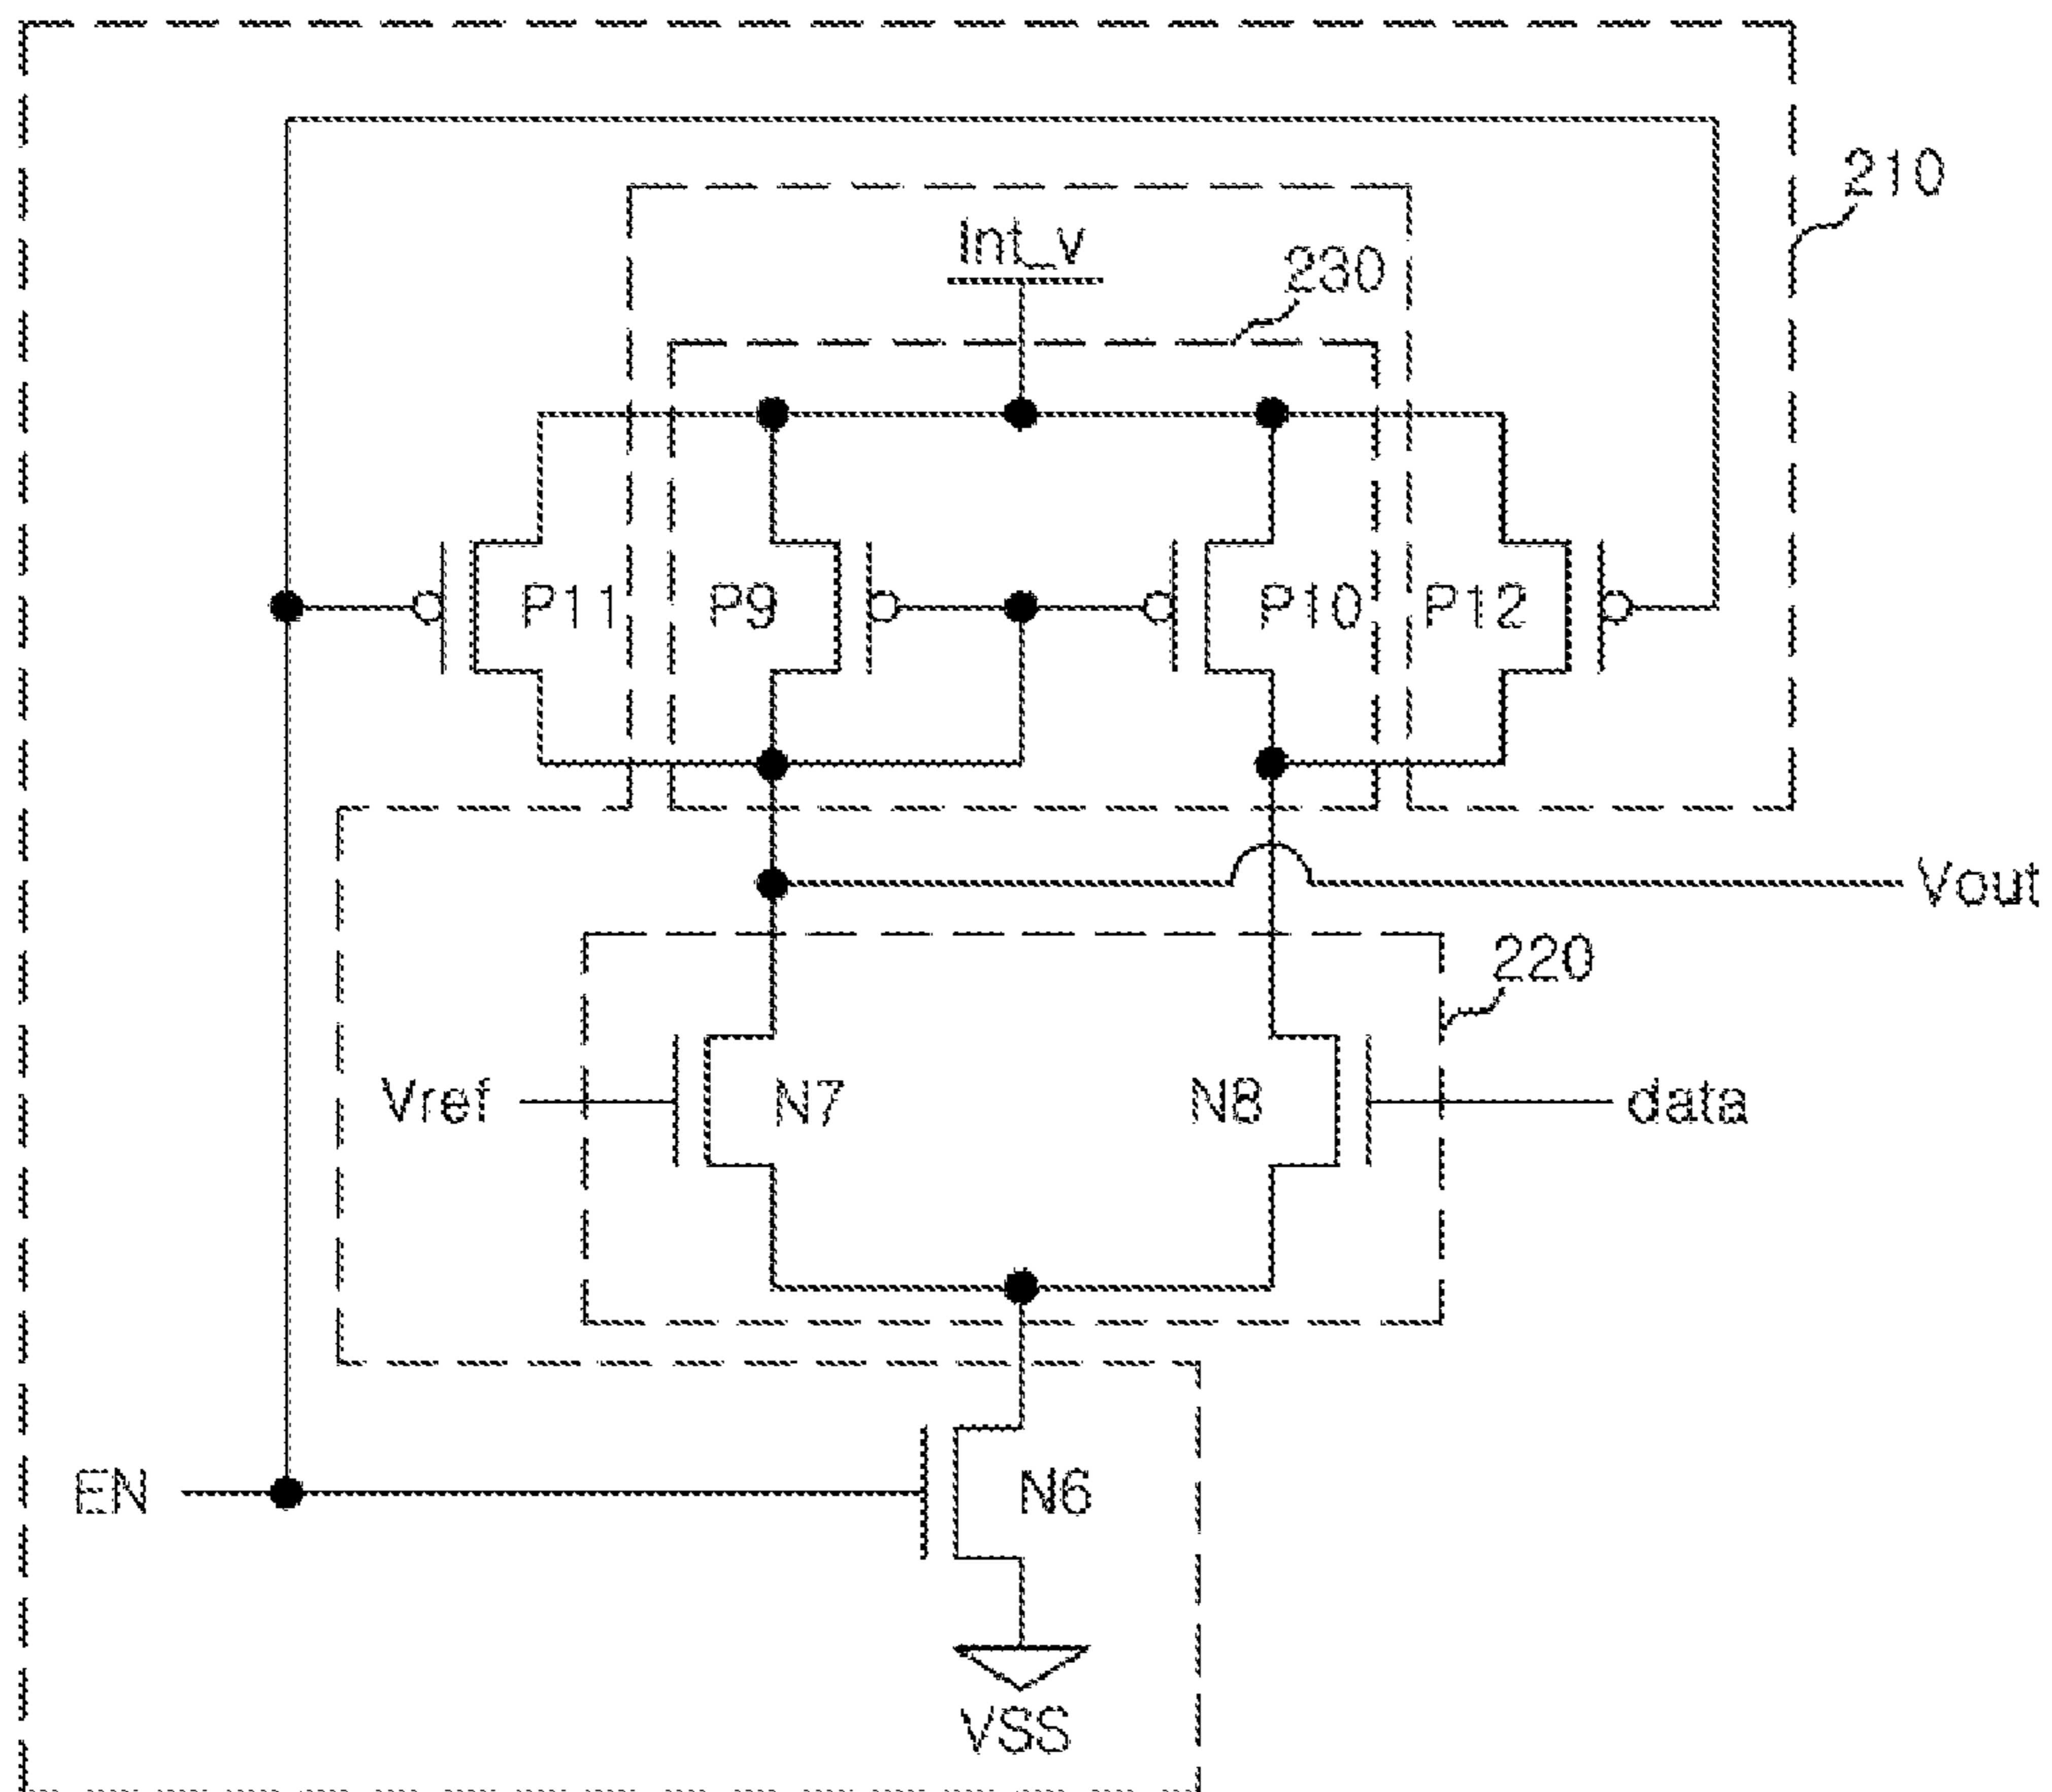 210
Int_v
230
P11
P9
P10
P12
Vout
220
Vref
N7
N8
data
EN
N6
VSS